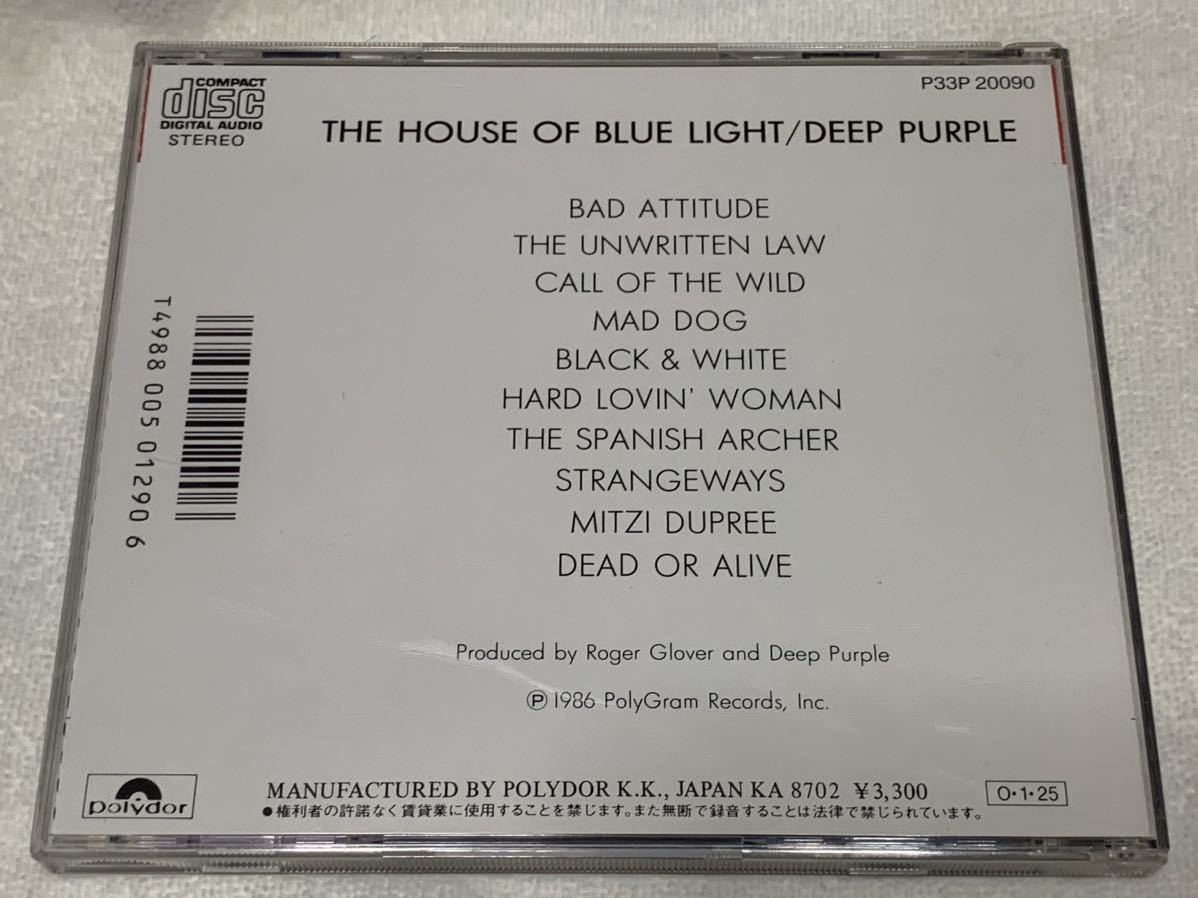 COMPACT
disc
DIGITAL AUDIO
STEREO
P33P 20090
THE HOUSE OF BLUE LIGHT/DEEP PURPLE
BAD ATTITUDE
THE UNWRITTEN LAW
CALL OF THE WILD
MAD DOG
BLACK & WHITE
HARD LOVIN' WOMAN
THE SPANISH ARCHER
STRANGEWAYS
MITZI DUPREE
DEAD OR ALIVE
T4988 005 01290 6
Produced by Roger Glover and Deep Purple
Ⓟ 1986 PolyGram Records, Inc.
polydor
MANUFACTURED BY POLYDOR K.K., JAPAN KA 8702 ¥3,300
O·1·25
●権利者の許諾なく賃貸業に使用することを禁じます。また無断で録音することは法律で禁じられています。